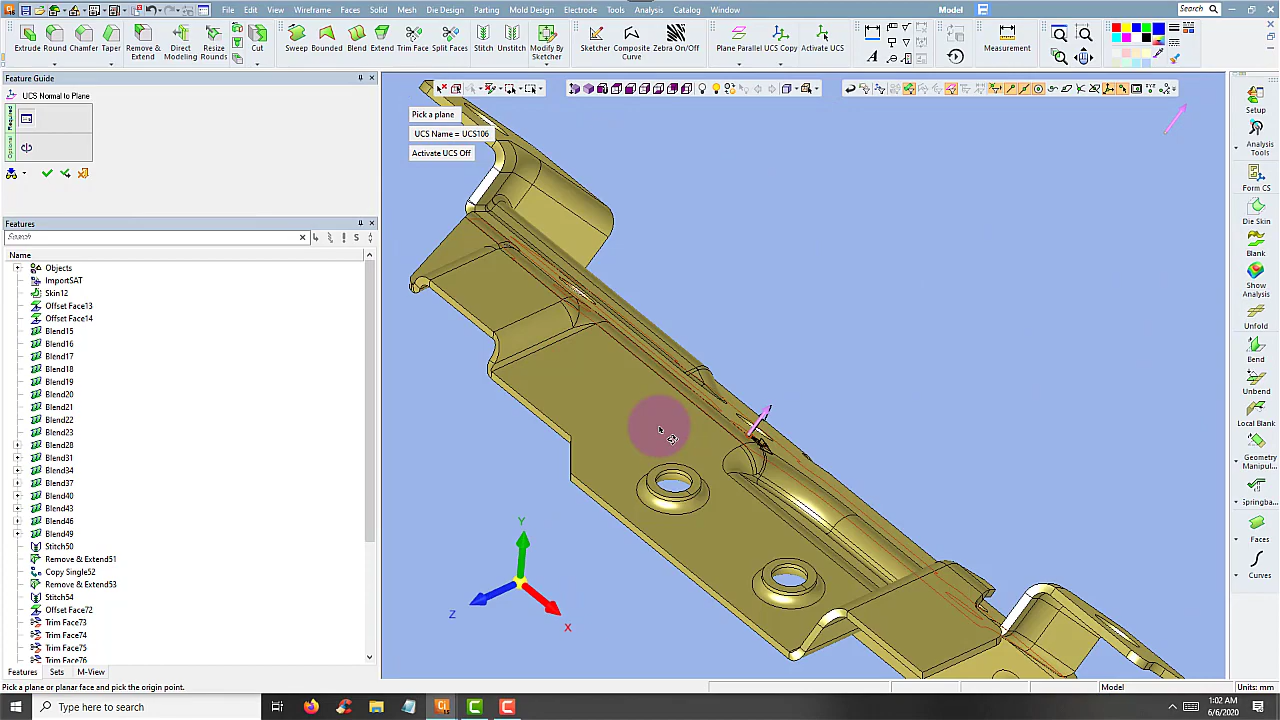 File Edit View Wireframe Faces Solid Mesh Die Design Parting Mold Design Electrode Tools Analysis Catalog Window
Model
Search
Extrude Round Chamfer Taper
Remove & Extend
Direct Modeling
Resize Rounds
Cut
Sweep Bounded Blend Extend
Stitch Unstitch
Modify By Sketcher
Sketcher
Composite Curve
Zebra On/Off
UCS Copy
Activate UCS
Measurement
Feature Guide
UCS Normal to Plane
Required
Optional
Pick a plane
UCS Name = UCS106
Activate UCS Off
Features
Search
Name
Objects
ImportSAT
Skin12
Offset Face13
Offset Face14
Blend15
Blend16
Blend17
Blend18
Blend19
Blend20
Blend21
Blend22
Blend23
Blend28
Blend31
Blend34
Blend37
Blend40
Blend43
Blend46
Blend49
Stitch50
Remove & Extend51
Copy Single52
Remove & Extend53
Stitch54
Offset Face72
Trim Face73
Trim Face74
Trim Face75
Trim Face76
Features Sets M-View
Y
Z
X
Setup
Analysis Tools
Form CS
Die Skin
Blank
Show Analysis
Unfold
Bend
Unbend
Local Blank
Geometry Manipul...
Springba...
Faces
Curves
Pick a plane or planar face and pick the origin point.
Model
Units: mm
Type here to search
1:02 AM
6/6/2020